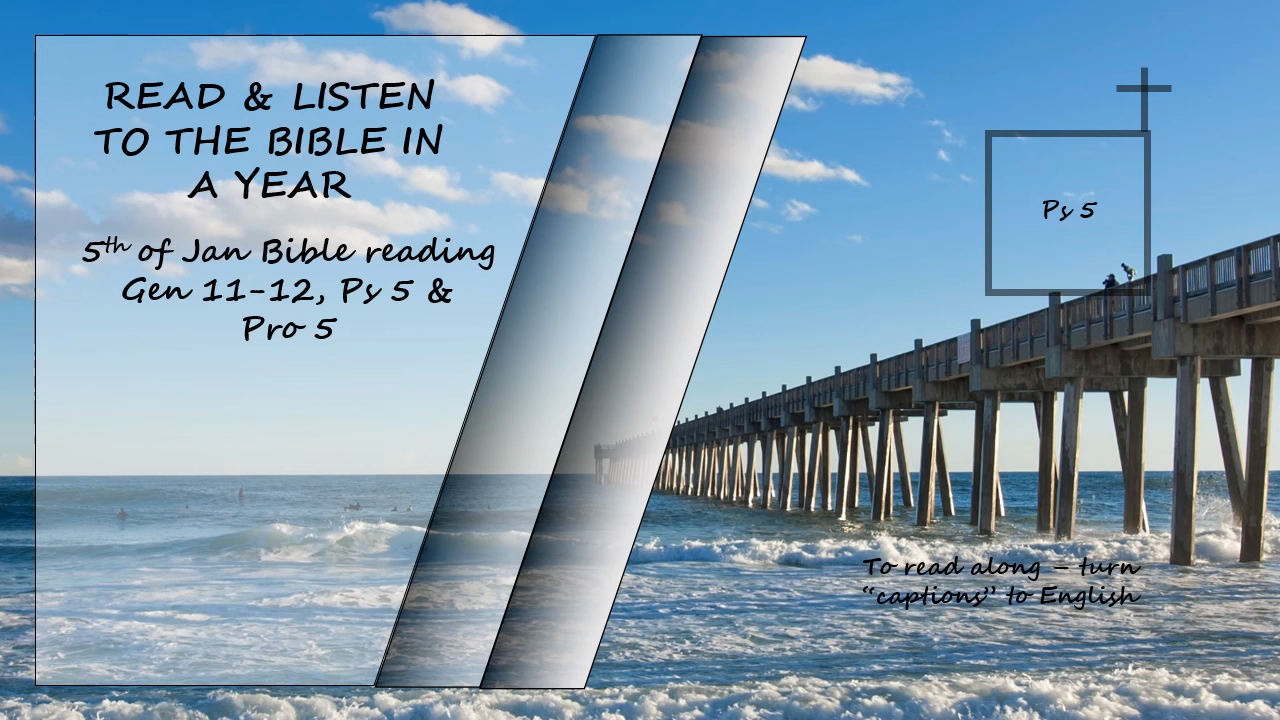 READ & LISTEN
TO THE BIBLE IN
A YEAR
5th of Jan Bible reading
Gen 11-12, Ps 5 &
Pro 5
Ps 5
To read along – turn
“captions” to English